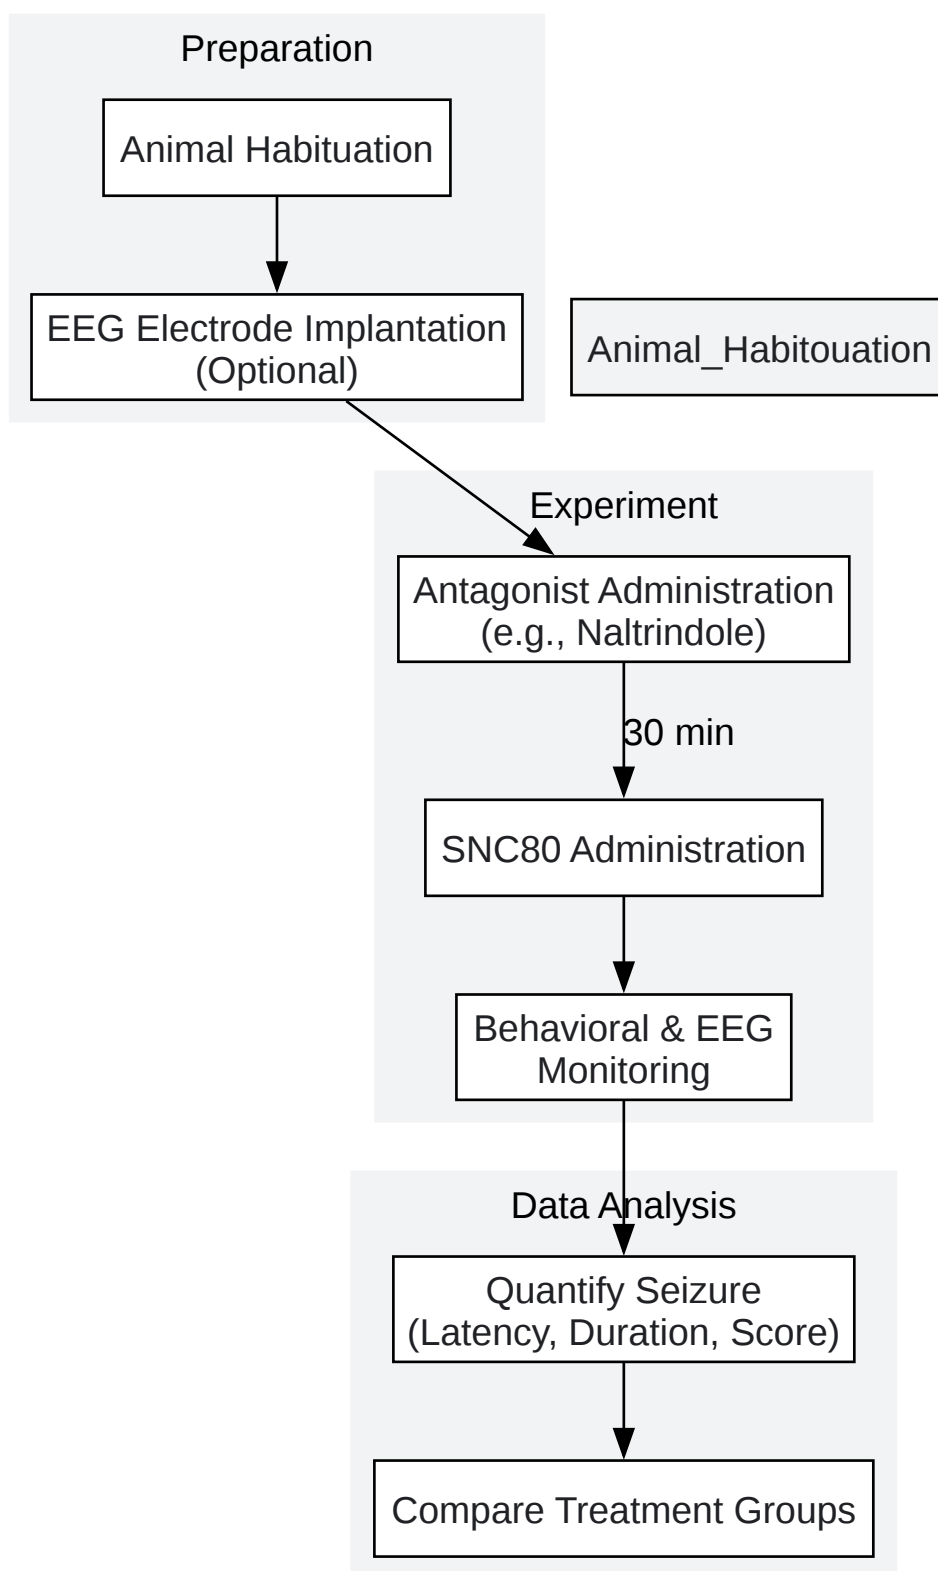 Preparation
Animal Habituation
EEG Electrode Implantation
(Optional)
Animal_Habitouation
Experiment
Antagonist Administration
(e.g., Naltrindole)
30 min
SNC80 Administration
Behavioral & EEG
Monitoring
Data Analysis
Quantify Seizure
(Latency, Duration, Score)
Compare Treatment Groups